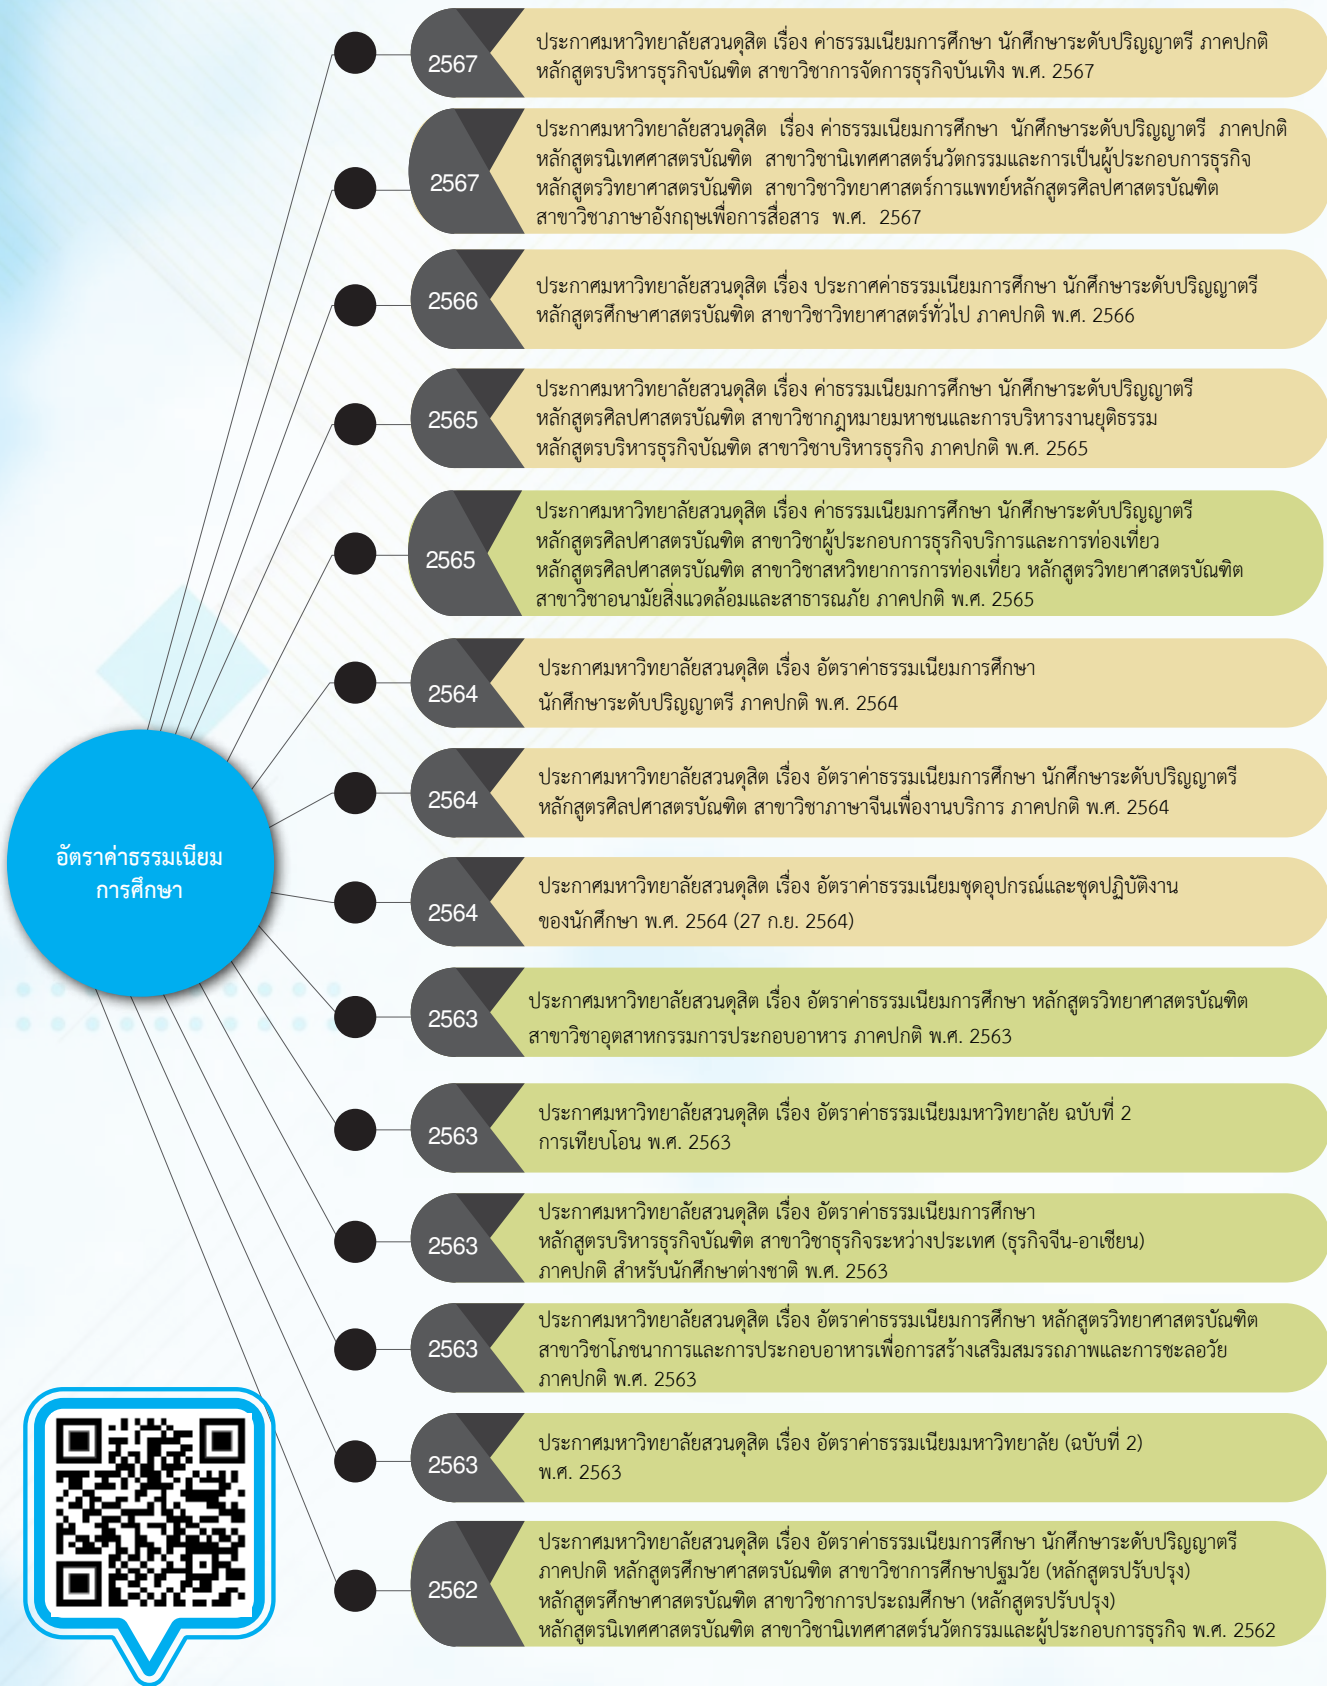 2567
ประกาศมหาวิทยาลัยสวนดุสิต เรื่อง ค่าธรรมเนียมการศึกษา นักศึกษาระดับปริญญาตรี ภาคปกติ
หลักสูตรบริหารธุรกิจบัณฑิต สาขาวิชาการจัดการธุรกิจบันเทิง พ.ศ. 2567
2567
ประกาศมหาวิทยาลัยสวนดุสิต เรื่อง ค่าธรรมเนียมการศึกษา นักศึกษาระดับปริญญาตรี ภาคปกติ
หลักสูตรนิเทศศาสตรบัณฑิต สาขาวิชานิเทศศาสตร์นวัตกรรมและการเป็นผู้ประกอบการธุรกิจ
หลักสูตรวิทยาศาสตรบัณฑิต สาขาวิชาวิทยาศาสตร์การแพทย์หลักสูตรศิลปศาสตรบัณฑิต
สาขาวิชาภาษาอังกฤษเพื่อการสื่อสาร พ.ศ. 2567
2566
ประกาศมหาวิทยาลัยสวนดุสิต เรื่อง ประกาศค่าธรรมเนียมการศึกษา นักศึกษาระดับปริญญาตรี
หลักสูตรศึกษาศาสตรบัณฑิต สาขาวิชาวิทยาศาสตร์ทั่วไป ภาคปกติ พ.ศ. 2566
2565
ประกาศมหาวิทยาลัยสวนดุสิต เรื่อง ค่าธรรมเนียมการศึกษา นักศึกษาระดับปริญญาตรี
หลักสูตรศิลปศาสตรบัณฑิต สาขาวิชากฎหมายมหาชนและการบริหารงานยุติธรรม
หลักสูตรบริหารธุรกิจบัณฑิต สาขาวิชาบริหารธุรกิจ ภาคปกติ พ.ศ. 2565
2565
ประกาศมหาวิทยาลัยสวนดุสิต เรื่อง ค่าธรรมเนียมการศึกษา นักศึกษาระดับปริญญาตรี
หลักสูตรศิลปศาสตรบัณฑิต สาขาวิชาผู้ประกอบการธุรกิจบริการและการท่องเที่ยว
หลักสูตรศิลปศาสตรบัณฑิต สาขาวิชาสหวิทยาการการท่องเที่ยว หลักสูตรวิทยาศาสตรบัณฑิต
สาขาวิชาอนามัยสิ่งแวดล้อมและสาธารณภัย ภาคปกติ พ.ศ. 2565
2564
ประกาศมหาวิทยาลัยสวนดุสิต เรื่อง อัตราค่าธรรมเนียมการศึกษา
นักศึกษาระดับปริญญาตรี ภาคปกติ พ.ศ. 2564
2564
ประกาศมหาวิทยาลัยสวนดุสิต เรื่อง อัตราค่าธรรมเนียมการศึกษา นักศึกษาระดับปริญญาตรี
หลักสูตรศิลปศาสตรบัณฑิต สาขาวิชาภาษาจีนเพื่องานบริการ ภาคปกติ พ.ศ. 2564
อัตราค่าธรรมเนียม
การศึกษา
2564
ประกาศมหาวิทยาลัยสวนดุสิต เรื่อง อัตราค่าธรรมเนียมชุดอุปกรณ์และชุดปฏิบัติงาน
ของนักศึกษา พ.ศ. 2564 (27 ก.ย. 2564)
2563
ประกาศมหาวิทยาลัยสวนดุสิต เรื่อง อัตราค่าธรรมเนียมการศึกษา หลักสูตรวิทยาศาสตรบัณฑิต
สาขาวิชาอุตสาหกรรมการประกอบอาหาร ภาคปกติ พ.ศ. 2563
2563
ประกาศมหาวิทยาลัยสวนดุสิต เรื่อง อัตราค่าธรรมเนียมมหาวิทยาลัย ฉบับที่ 2
การเทียบโอน พ.ศ. 2563
2563
ประกาศมหาวิทยาลัยสวนดุสิต เรื่อง อัตราค่าธรรมเนียมการศึกษา
หลักสูตรบริหารธุรกิจบัณฑิต สาขาวิชาธุรกิจระหว่างประเทศ (ธุรกิจจีน-อาเซียน)
ภาคปกติ สำหรับนักศึกษาต่างชาติ พ.ศ. 2563
2563
ประกาศมหาวิทยาลัยสวนดุสิต เรื่อง อัตราค่าธรรมเนียมการศึกษา หลักสูตรวิทยาศาสตรบัณฑิต
สาขาวิชาโภชนาการและการประกอบอาหารเพื่อการสร้างเสริมสมรรถภาพและการชะลอวัย
ภาคปกติ พ.ศ. 2563
2563
ประกาศมหาวิทยาลัยสวนดุสิต เรื่อง อัตราค่าธรรมเนียมมหาวิทยาลัย (ฉบับที่ 2)
พ.ศ. 2563
2562
ประกาศมหาวิทยาลัยสวนดุสิต เรื่อง อัตราค่าธรรมเนียมการศึกษา นักศึกษาระดับปริญญาตรี
ภาคปกติ หลักสูตรศึกษาศาสตรบัณฑิต สาขาวิชาการศึกษาปฐมวัย (หลักสูตรปรับปรุง)
หลักสูตรศึกษาศาสตรบัณฑิต สาขาวิชาการประถมศึกษา (หลักสูตรปรับปรุง)
หลักสูตรนิเทศศาสตรบัณฑิต สาขาวิชานิเทศศาสตร์นวัตกรรมและผู้ประกอบการธุรกิจ พ.ศ. 2562